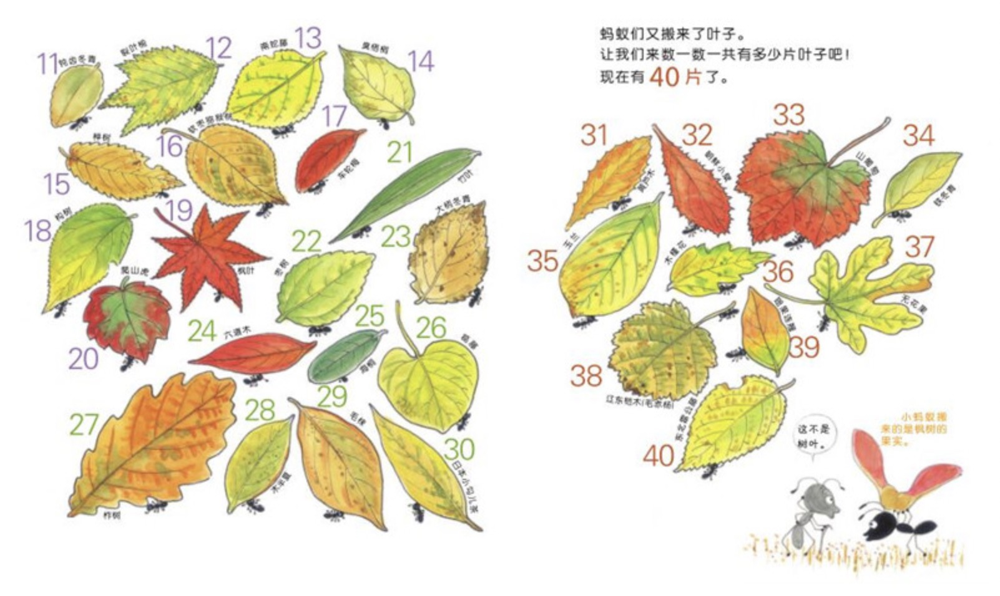 蚂蚁们又搬来了叶子。
让我们来数一数一共有多少片叶子吧！
现在有 40 片了。
11
钝齿冬青
12
裂叶榆
13
南蛇藤
14
臭梧桐
15
榉树
16
软枣猕猴桃
17
车轮梅
18
构树
19
枫叶
20
爬山虎
21
竹叶
22
枣树
23
大柄冬青
24
六道木
25
海桐
26
27
柞树
28
木半夏
29
毛梾
30
31
黄芦木
32
朝鲜小檗
33
山葡萄
34
铁冬青
35
玉兰
36
木槿花
37
无花果
38
辽东桤木(毛赤杨)
39
40
这不是
树叶。
小蚂蚁搬
来的是枫树的
果实。